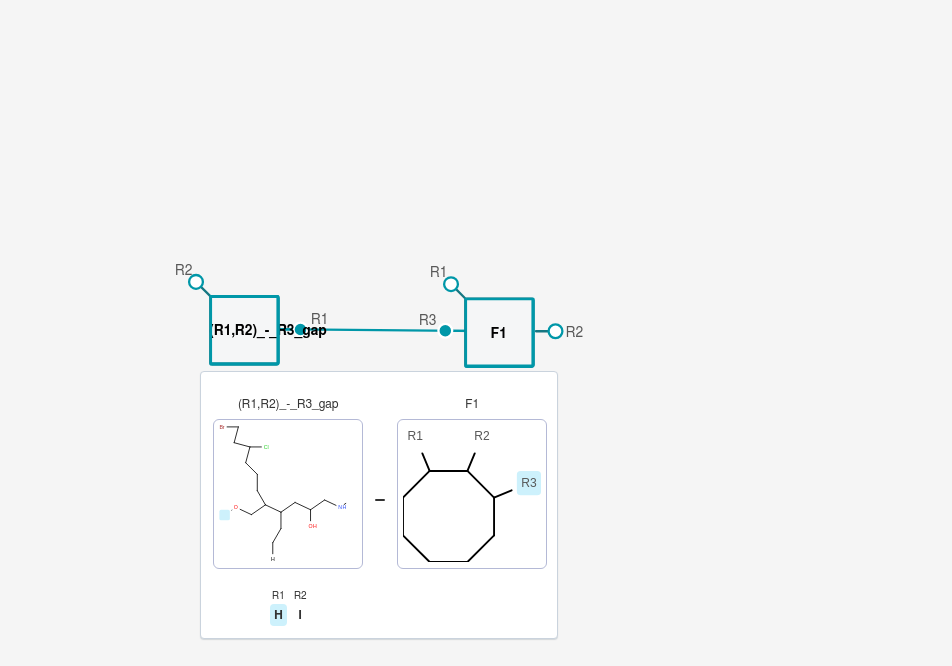 R2
R1
(R1,R2)_-_R3_gap
R1
R3
F1
R2
(R1,R2)_-_R3_gap
F1
Br
Cl
O
OH
NH
H
–
R1
R2
R3
R1 R2
H I